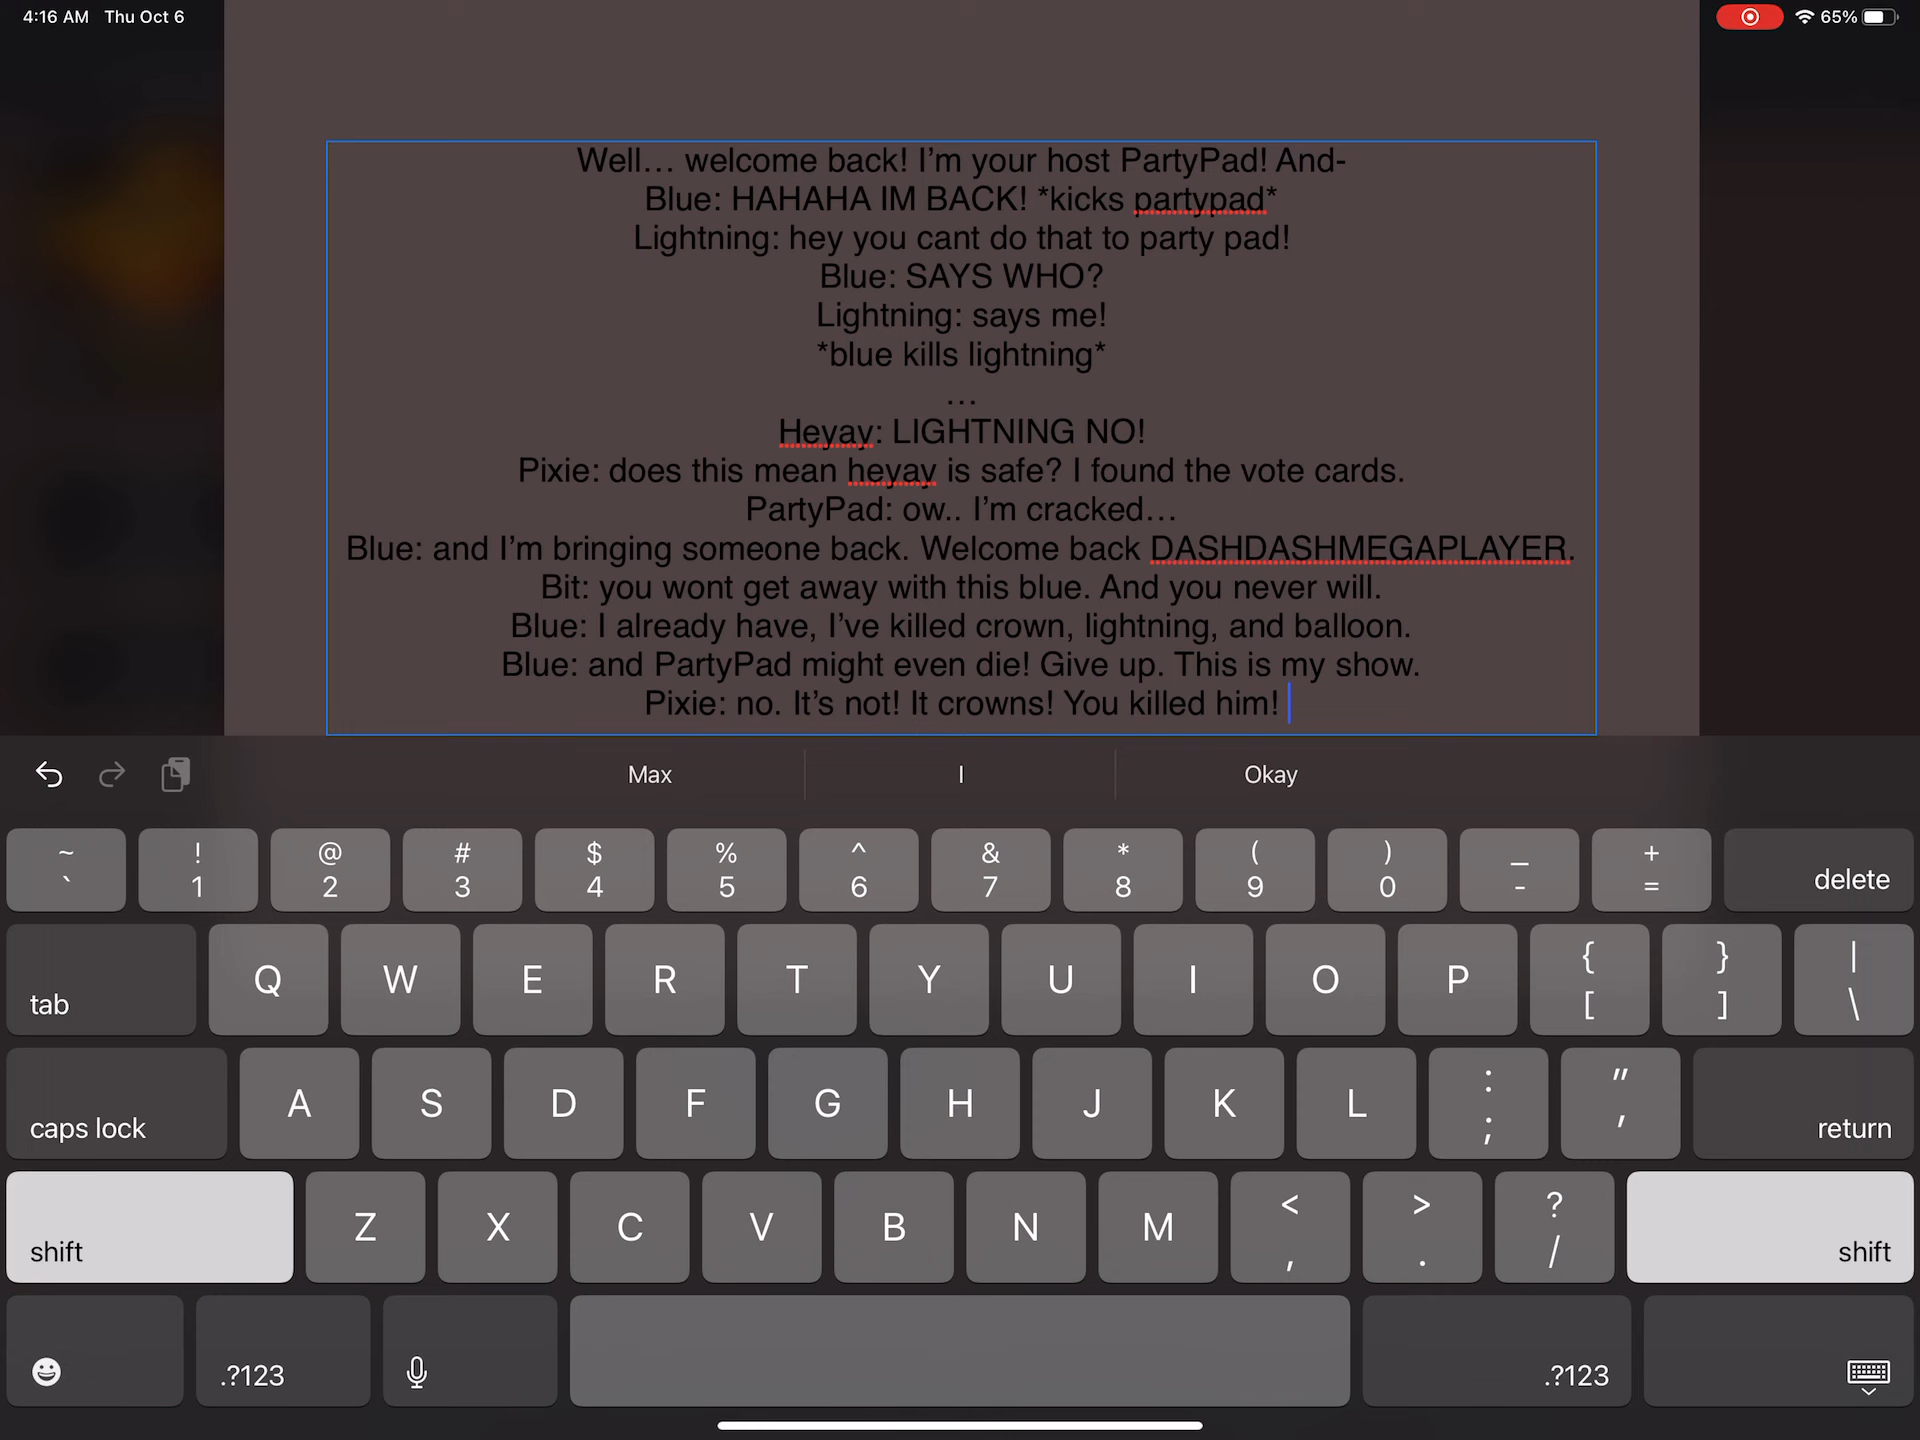 4:16 AM Thu Oct 6
65%
Well… welcome back! I’m your host PartyPad! And-
Blue: HAHAHA IM BACK! *kicks partypad*
Lightning: hey you cant do that to party pad!
Blue: SAYS WHO?
Lightning: says me!
*blue kills lightning*
…
Heyay: LIGHTNING NO!
Pixie: does this mean heyay is safe? I found the vote cards.
PartyPad: ow.. I’m cracked…
Blue: and I’m bringing someone back. Welcome back DASHDASHMEGAPLAYER.
Bit: you wont get away with this blue. And you never will.
Blue: I already have, I’ve killed crown, lightning, and balloon.
Blue: and PartyPad might even die! Give up. This is my show.
Pixie: no. It’s not! It crowns! You killed him!
Max I Okay
~ ! @ # $ % ^ & * ( ) _ +
` 1 2 3 4 5 6 7 8 9 0 - = delete
tab Q W E R T Y U I O P { [ } ] | \
caps lock A S D F G H J K L : ; " ' return
shift Z X C V B N M < , > . ? / shift
.?123 .?123